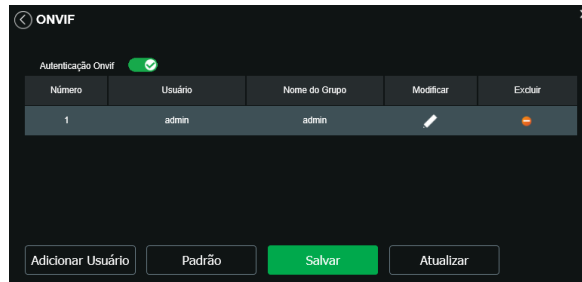 ONVIF
Autenticação Onvif
Número Usuário Nome do Grupo Modificar Excluir
1 admin admin
Adicionar Usuário Padrão Salvar Atualizar